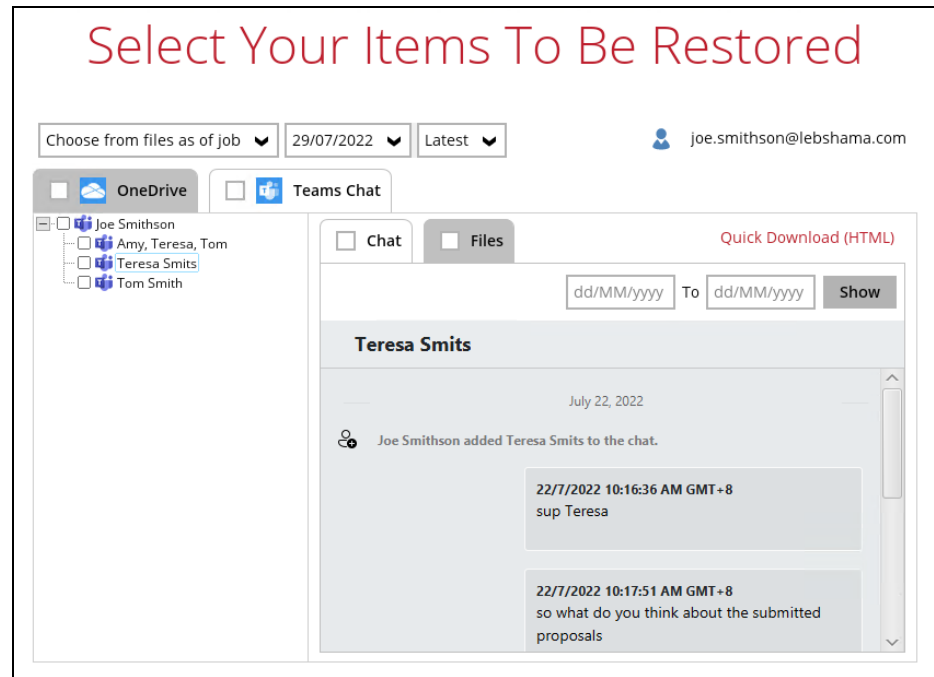 Select Your Items To Be Restored
Choose from files as of job 29/07/2022 Latest joe.smithson@lebshama.com
OneDrive Teams Chat
Joe Smithson
Amy, Teresa, Tom
Teresa Smits
Tom Smith
Chat Files Quick Download (HTML)
dd/MM/yyyy To dd/MM/yyyy Show
Teresa Smits
July 22, 2022
Joe Smithson added Teresa Smits to the chat.
22/7/2022 10:16:36 AM GMT+8
sup Teresa
22/7/2022 10:17:51 AM GMT+8
so what do you think about the submitted
proposals